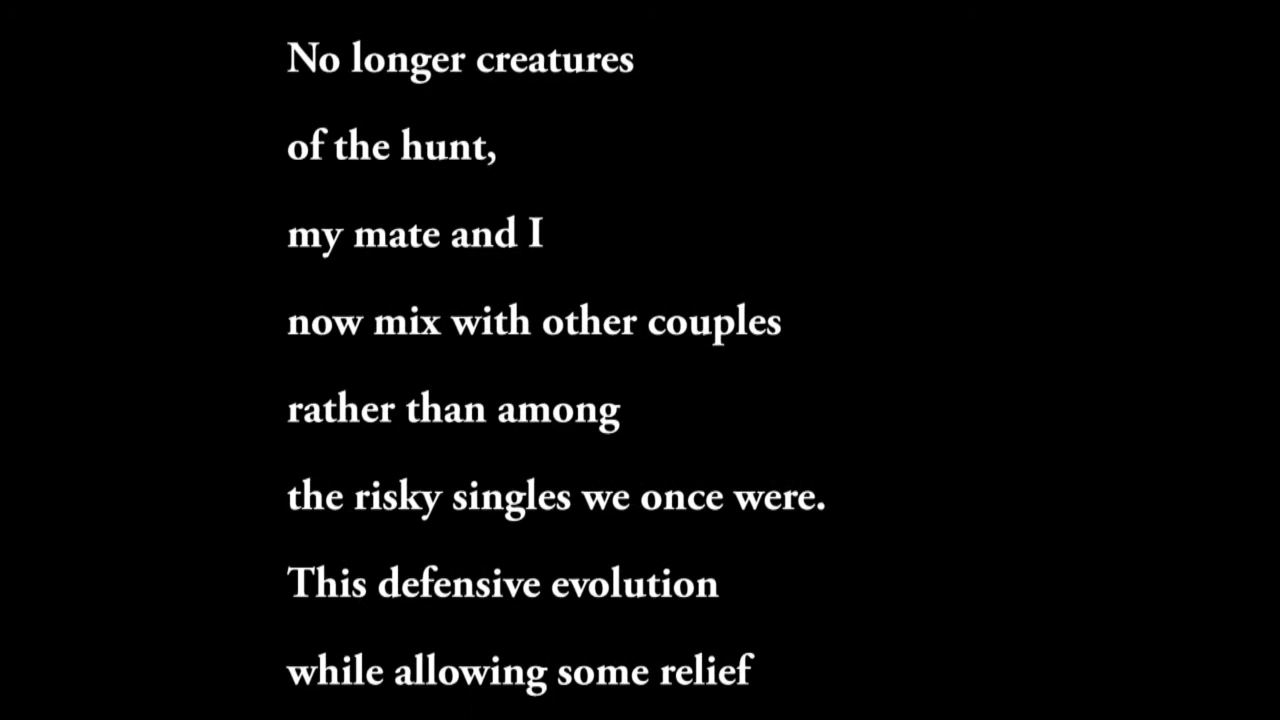 No longer creatures
of the hunt,
my mate and I
now mix with other couples
rather than among
the risky singles we once were.
This defensive evolution
while allowing some relief